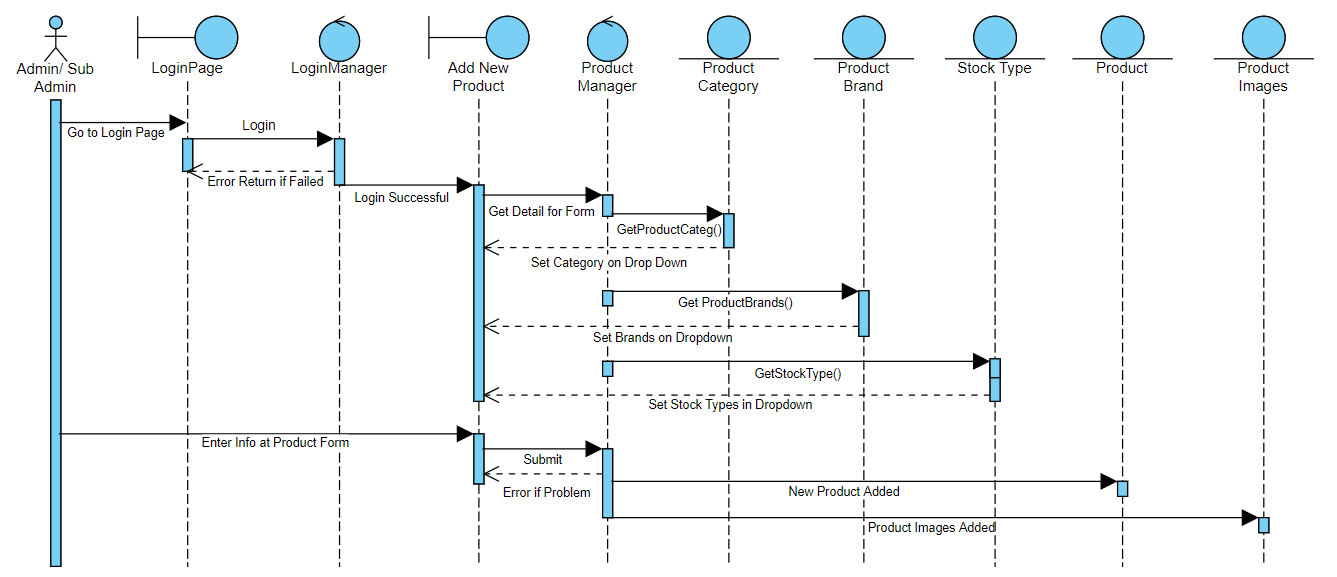 Admin/ Sub
Admin
LoginPage
LoginManager
Add New
Product
Product
Manager
Product
Category
Product
Brand
Stock Type
Product
Product
Images
Go to Login Page
Login
Error Return if Failed
Login Successful
Get Detail for Form
GetProductCateg()
Set Category on Drop Down
Get ProductBrands()
Set Brands on Dropdown
GetStockType()
Set Stock Types in Dropdown
Enter Info at Product Form
Submit
Error if Problem
New Product Added
Product Images Added